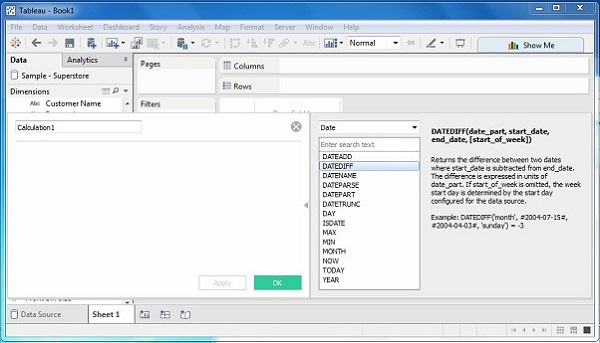 Tableau - Book1
File Data Worksheet Dashboard Story Analysis Map Format Server Window Help
Abc Normal Show Me
Data Analytics
Pages
Columns
Sample - Superstore
Rows
Dimensions
Abc Customer Name
Filters
Calculation1
Date
Enter search text
DATEADD
DATEDIFF
DATENAME
DATEPARSE
DATEPART
DATETRUNC
DAY
ISDATE
MAX
MIN
MONTH
NOW
TODAY
YEAR
DATEDIFF(date_part, start_date,
end_date, [start_of_week])
Returns the difference between two dates
where start_date is subtracted from end_date.
The difference is expressed in units of
date_part. If start_of_week is omitted, the week
start day is determined by the start day
configured for the data source.
Example: DATEDIFF('month', #2004-07-15#,
#2004-04-03#, 'sunday') = -3
Apply OK
Data Source Sheet 1